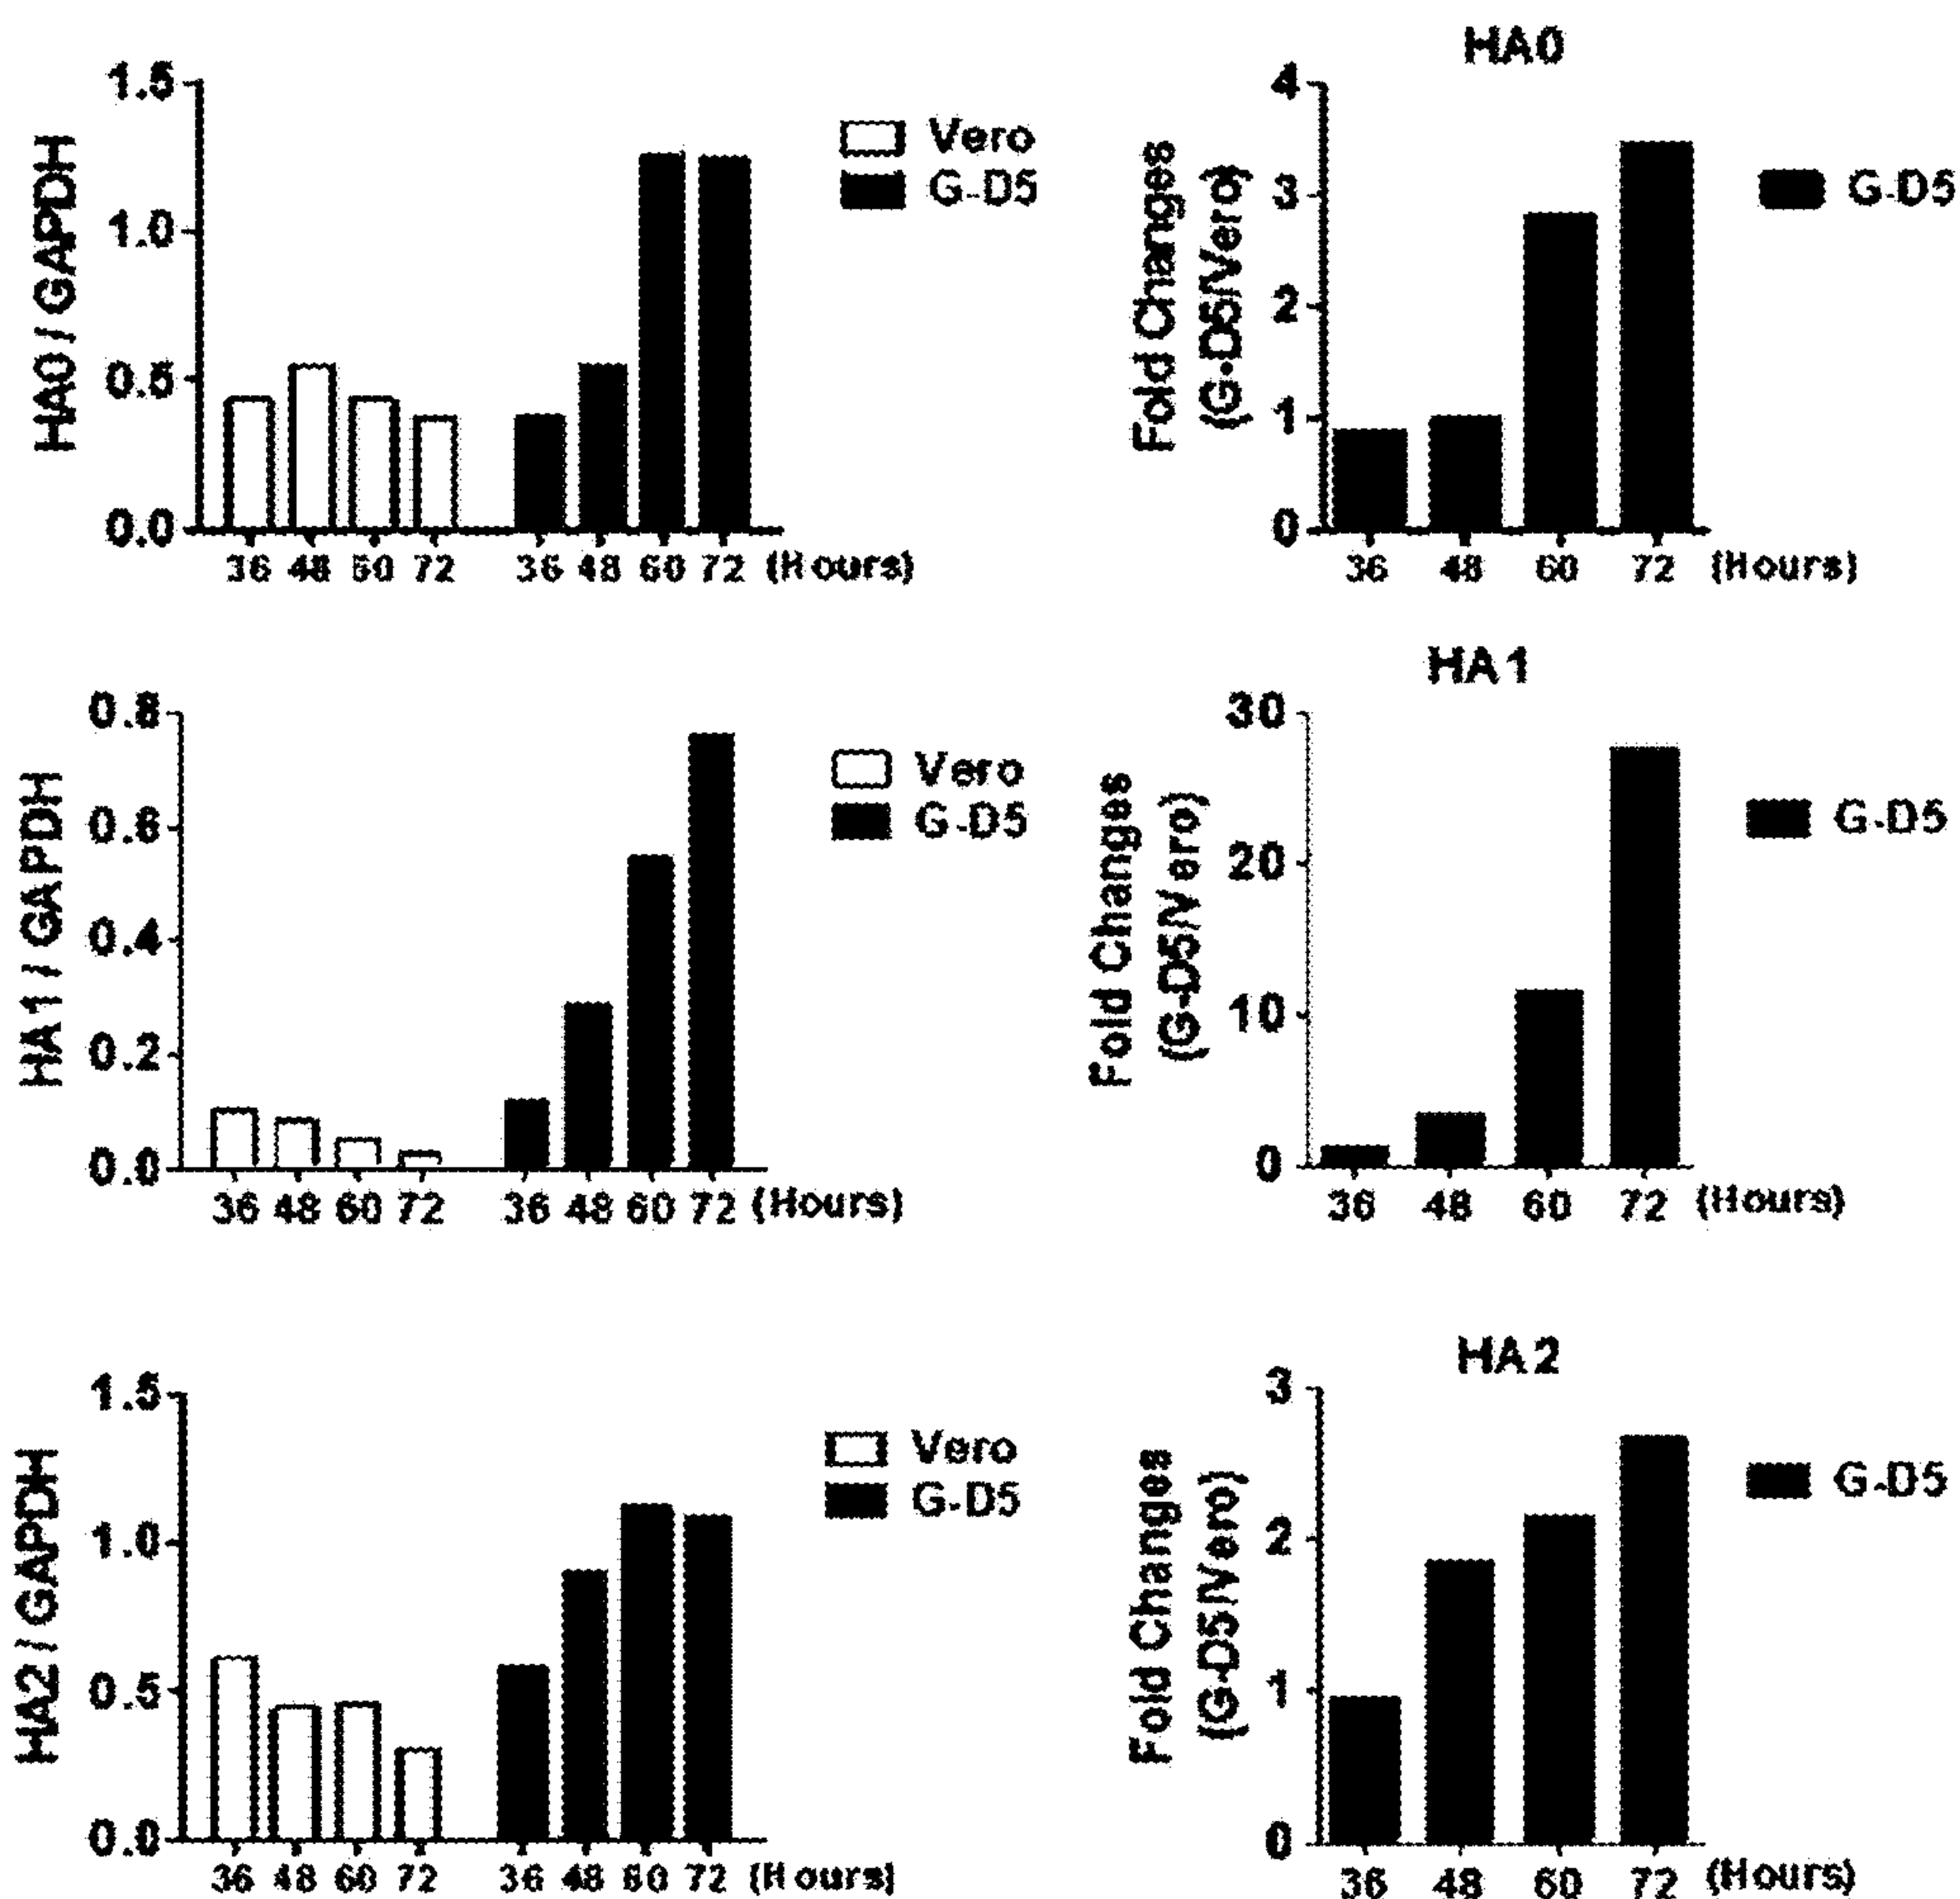 HA0 / GAPDH
1.5
1.0
0.5
0.0
36 48 60 72 36 48 60 72 (Hours)
Vero
G-D5
HA0
Fold Changes
(G-D5/Vero)
4
3
2
1
0
36 48 60 72 (Hours)
G-D5
HA1 / GAPDH
0.8
0.6
0.4
0.2
0.0
36 48 60 72 36 48 60 72 (Hours)
Vero
G-D5
HA1
Fold Changes
(G-D5/Vero)
30
20
10
0
36 48 60 72 (Hours)
G-D5
HA2 / GAPDH
1.5
1.0
0.5
0.0
36 48 60 72 36 48 60 72 (Hours)
Vero
G-D5
HA2
Fold Changes
(G-D5/Vero)
3
2
1
0
36 48 60 72 (Hours)
G-D5